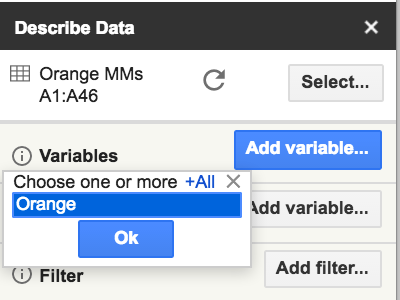 Describe Data ×
Orange MMs
A1:A46
Select...
Variables
Add variable...
Choose one or more +All ×
Orange
Add variable...
Ok
Filter
Add filter...